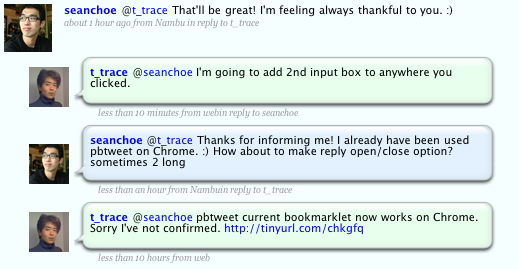 seanchoe @t_trace That'll be great! I'm feeling always thankful to you. :)
about 1 hour ago from Nambu in reply to t_trace
t_trace @seanchoe I'm going to add 2nd input box to anywhere you
clicked.
less than 10 minutes from webin reply to seanchoe
seanchoe @t_trace Thanks for informing me! I already have been used
pbtweet on Chrome. :) How about to make reply open/close option?
sometimes 2 long
less than an hour from Nambuin reply to t_trace
t_trace @seanchoe pbtweet current bookmarklet now works on Chrome.
Sorry I've not confirmed. http://tinyurl.com/chkgfq
less than 10 hours from web